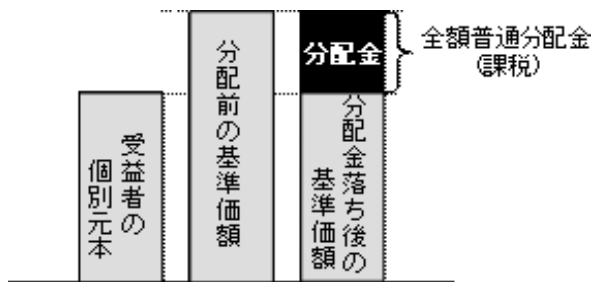 受益者の
個別元本
分配前の基準価額
分配金
分配金落ち後の
基準価額
全額普通分配金
(課税)